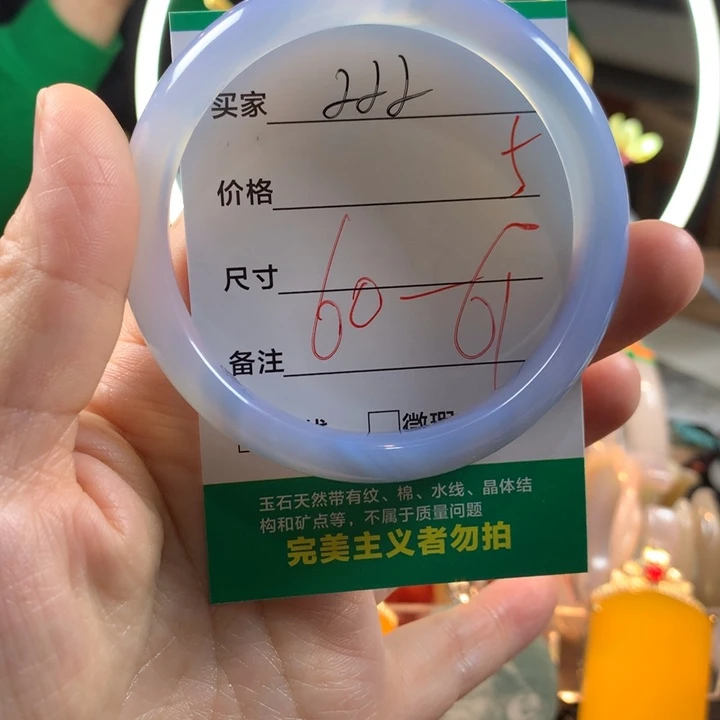 买家 222
价格 5
尺寸 60-61
备注
微瑕
玉石天然带有纹、棉、水线、晶体结
构和矿点等，不属于质量问题
完美主义者勿拍